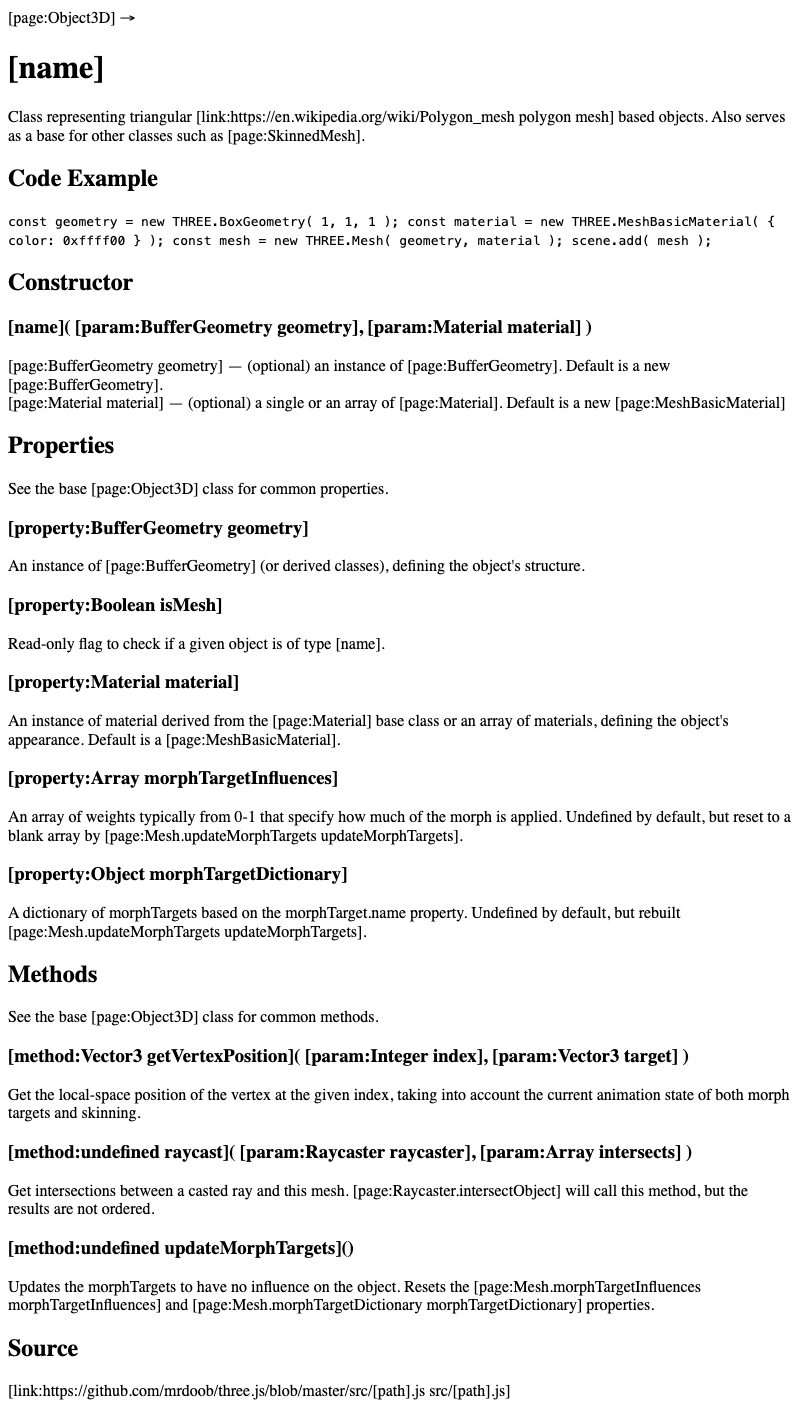 [page:Object3D] →
[name]
Class representing triangular [link:https://en.wikipedia.org/wiki/Polygon_mesh polygon mesh] based objects. Also serves
as a base for other classes such as [page:SkinnedMesh].
Code Example
const geometry = new THREE.BoxGeometry( 1, 1, 1 ); const material = new THREE.MeshBasicMaterial( {
color: 0xffff00 } ); const mesh = new THREE.Mesh( geometry, material ); scene.add( mesh );
Constructor
[name]( [param:BufferGeometry geometry], [param:Material material] )
[page:BufferGeometry geometry] — (optional) an instance of [page:BufferGeometry]. Default is a new
[page:BufferGeometry].
[page:Material material] — (optional) a single or an array of [page:Material]. Default is a new [page:MeshBasicMaterial]
Properties
See the base [page:Object3D] class for common properties.
[property:BufferGeometry geometry]
An instance of [page:BufferGeometry] (or derived classes), defining the object's structure.
[property:Boolean isMesh]
Read-only flag to check if a given object is of type [name].
[property:Material material]
An instance of material derived from the [page:Material] base class or an array of materials, defining the object's
appearance. Default is a [page:MeshBasicMaterial].
[property:Array morphTargetInfluences]
An array of weights typically from 0-1 that specify how much of the morph is applied. Undefined by default, but reset to a
blank array by [page:Mesh.updateMorphTargets updateMorphTargets].
[property:Object morphTargetDictionary]
A dictionary of morphTargets based on the morphTarget.name property. Undefined by default, but rebuilt
[page:Mesh.updateMorphTargets updateMorphTargets].
Methods
See the base [page:Object3D] class for common methods.
[method:Vector3 getVertexPosition]( [param:Integer index], [param:Vector3 target] )
Get the local-space position of the vertex at the given index, taking into account the current animation state of both morph
targets and skinning.
[method:undefined raycast]( [param:Raycaster raycaster], [param:Array intersects] )
Get intersections between a casted ray and this mesh. [page:Raycaster.intersectObject] will call this method, but the
results are not ordered.
[method:undefined updateMorphTargets]()
Updates the morphTargets to have no influence on the object. Resets the [page:Mesh.morphTargetInfluences
morphTargetInfluences] and [page:Mesh.morphTargetDictionary morphTargetDictionary] properties.
Source
[link:https://github.com/mrdoob/three.js/blob/master/src/[path].js src/[path].js]